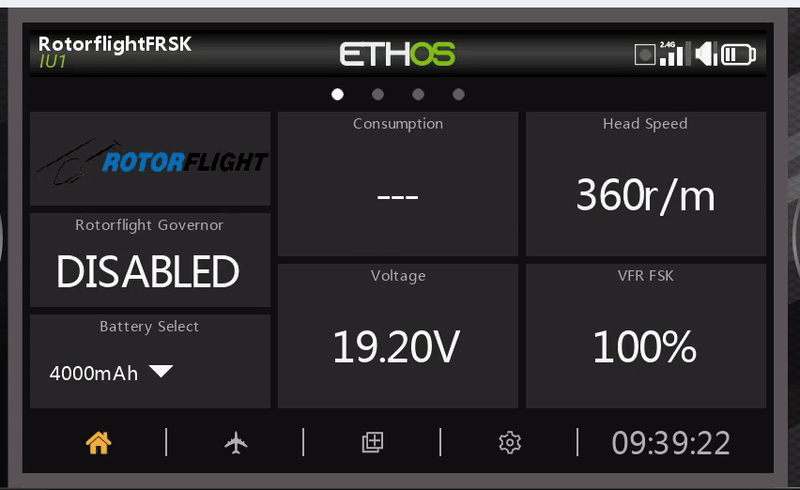 RotorflightFRSK
IU1
ETHOS
2.4G
ROTORFLIGHT
Consumption
---
Head Speed
360r/m
Rotorflight Governor
DISABLED
Voltage
19.20V
VFR FSK
100%
Battery Select
4000mAh
09:39:22